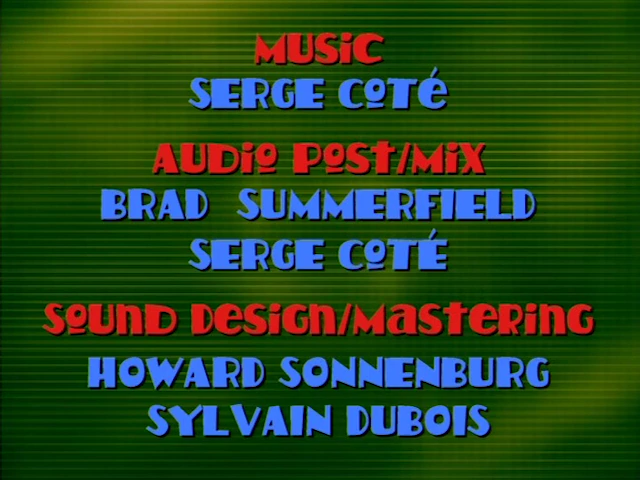 MUSiC
SERGE CoTé
AUDio PoSt/MiX
BRAD SUMMERFIELD
SERGE CoTÉ
SoUnD DeSiGn/MaSteRinG
HOWARD SONNENBURG
SYLVAIN DUBOIS